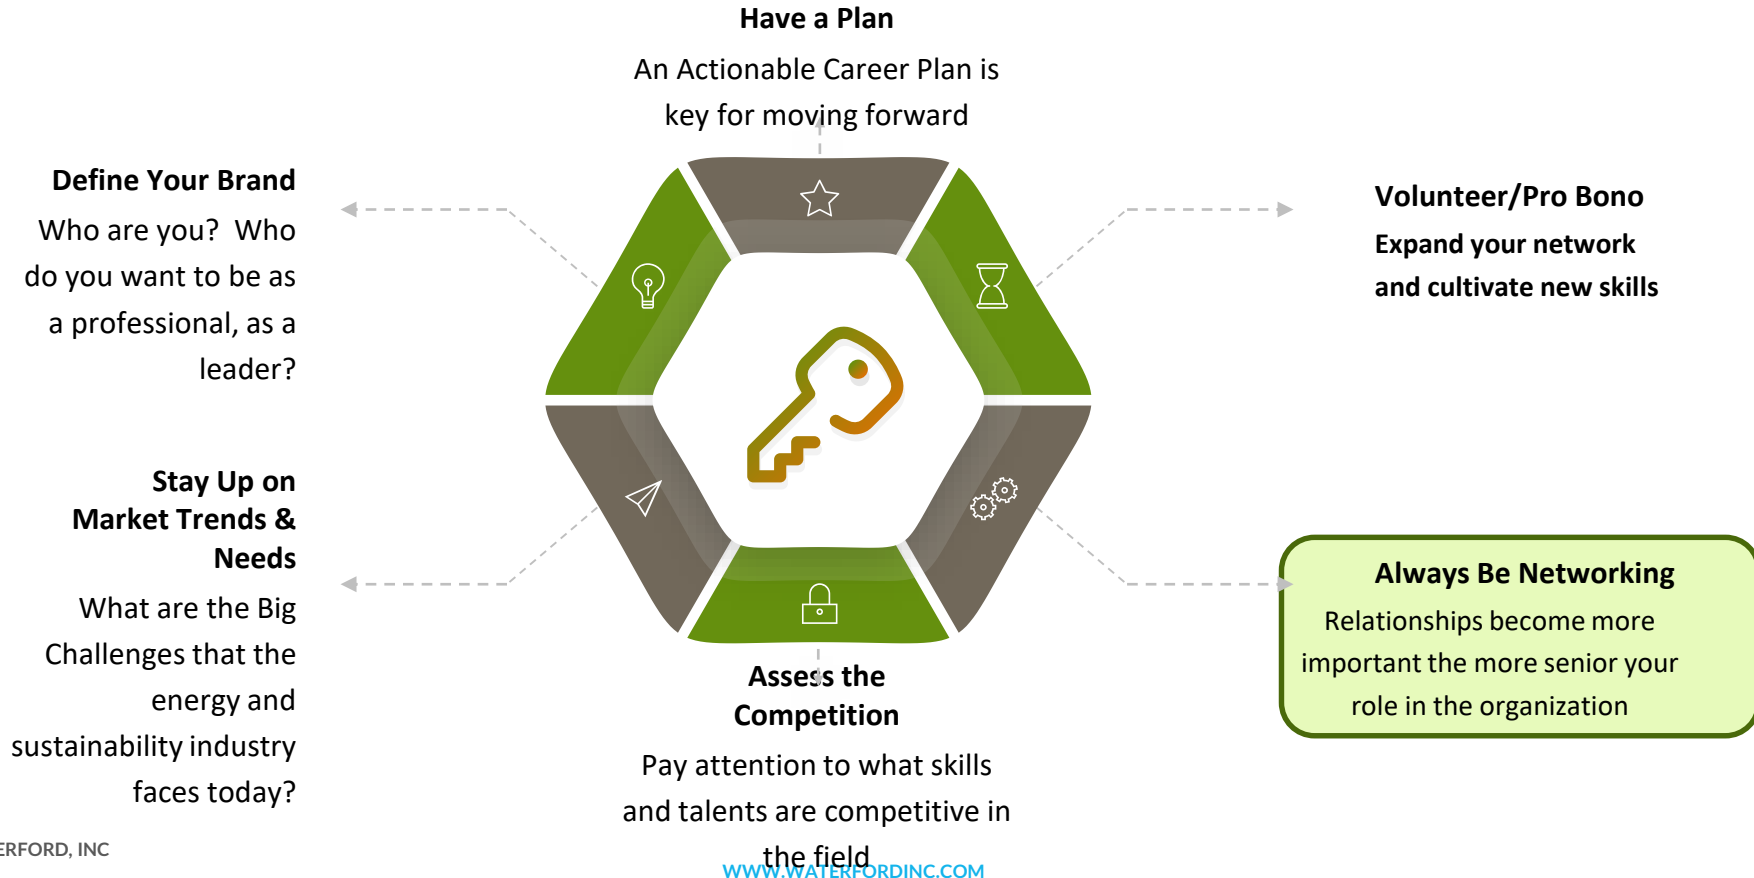 Have a Plan
An Actionable Career Plan is
key for moving forward
Define Your Brand
Who are you?  Who
do you want to be as
a professional, as a
leader?
Volunteer/Pro Bono
Expand your network
and cultivate new skills
Stay Up on
Market Trends &
Needs
What are the Big
Challenges that the
energy and
sustainability industry
faces today?
Always Be Networking
Relationships become more
important the more senior your
role in the organization
Assess the
Competition
Pay attention to what skills
and talents are competitive in
the field
ERFORD, INC
WWW.WATERFORDINC.COM